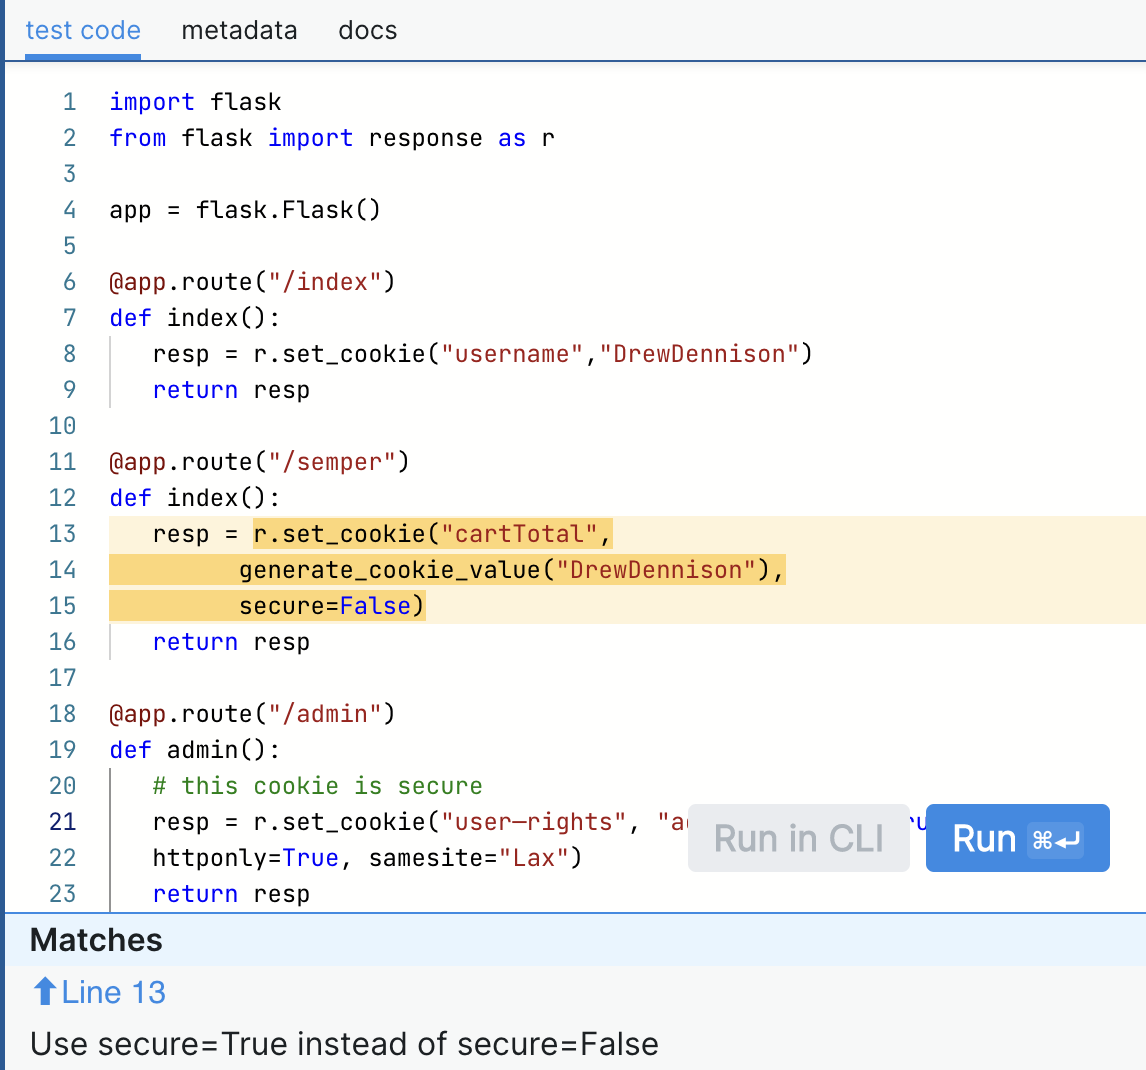 test code metadata docs
1 import flask
2 from flask import response as r
3
4 app = flask.Flask()
5
6 @app.route("/index")
7 def index():
8 resp = r.set_cookie("username","DrewDennison")
9 return resp
10
11 @app.route("/semper")
12 def index():
13 resp = r.set_cookie("cartTotal",
14 generate_cookie_value("DrewDennison"),
15 secure=False)
16 return resp
17
18 @app.route("/admin")
19 def admin():
20 # this cookie is secure
21 resp = r.set_cookie("user-rights",
22 httponly=True, samesite="Lax")
23 return resp
Run in CLI Run ⌘↵
Matches
Line 13
Use secure=True instead of secure=False